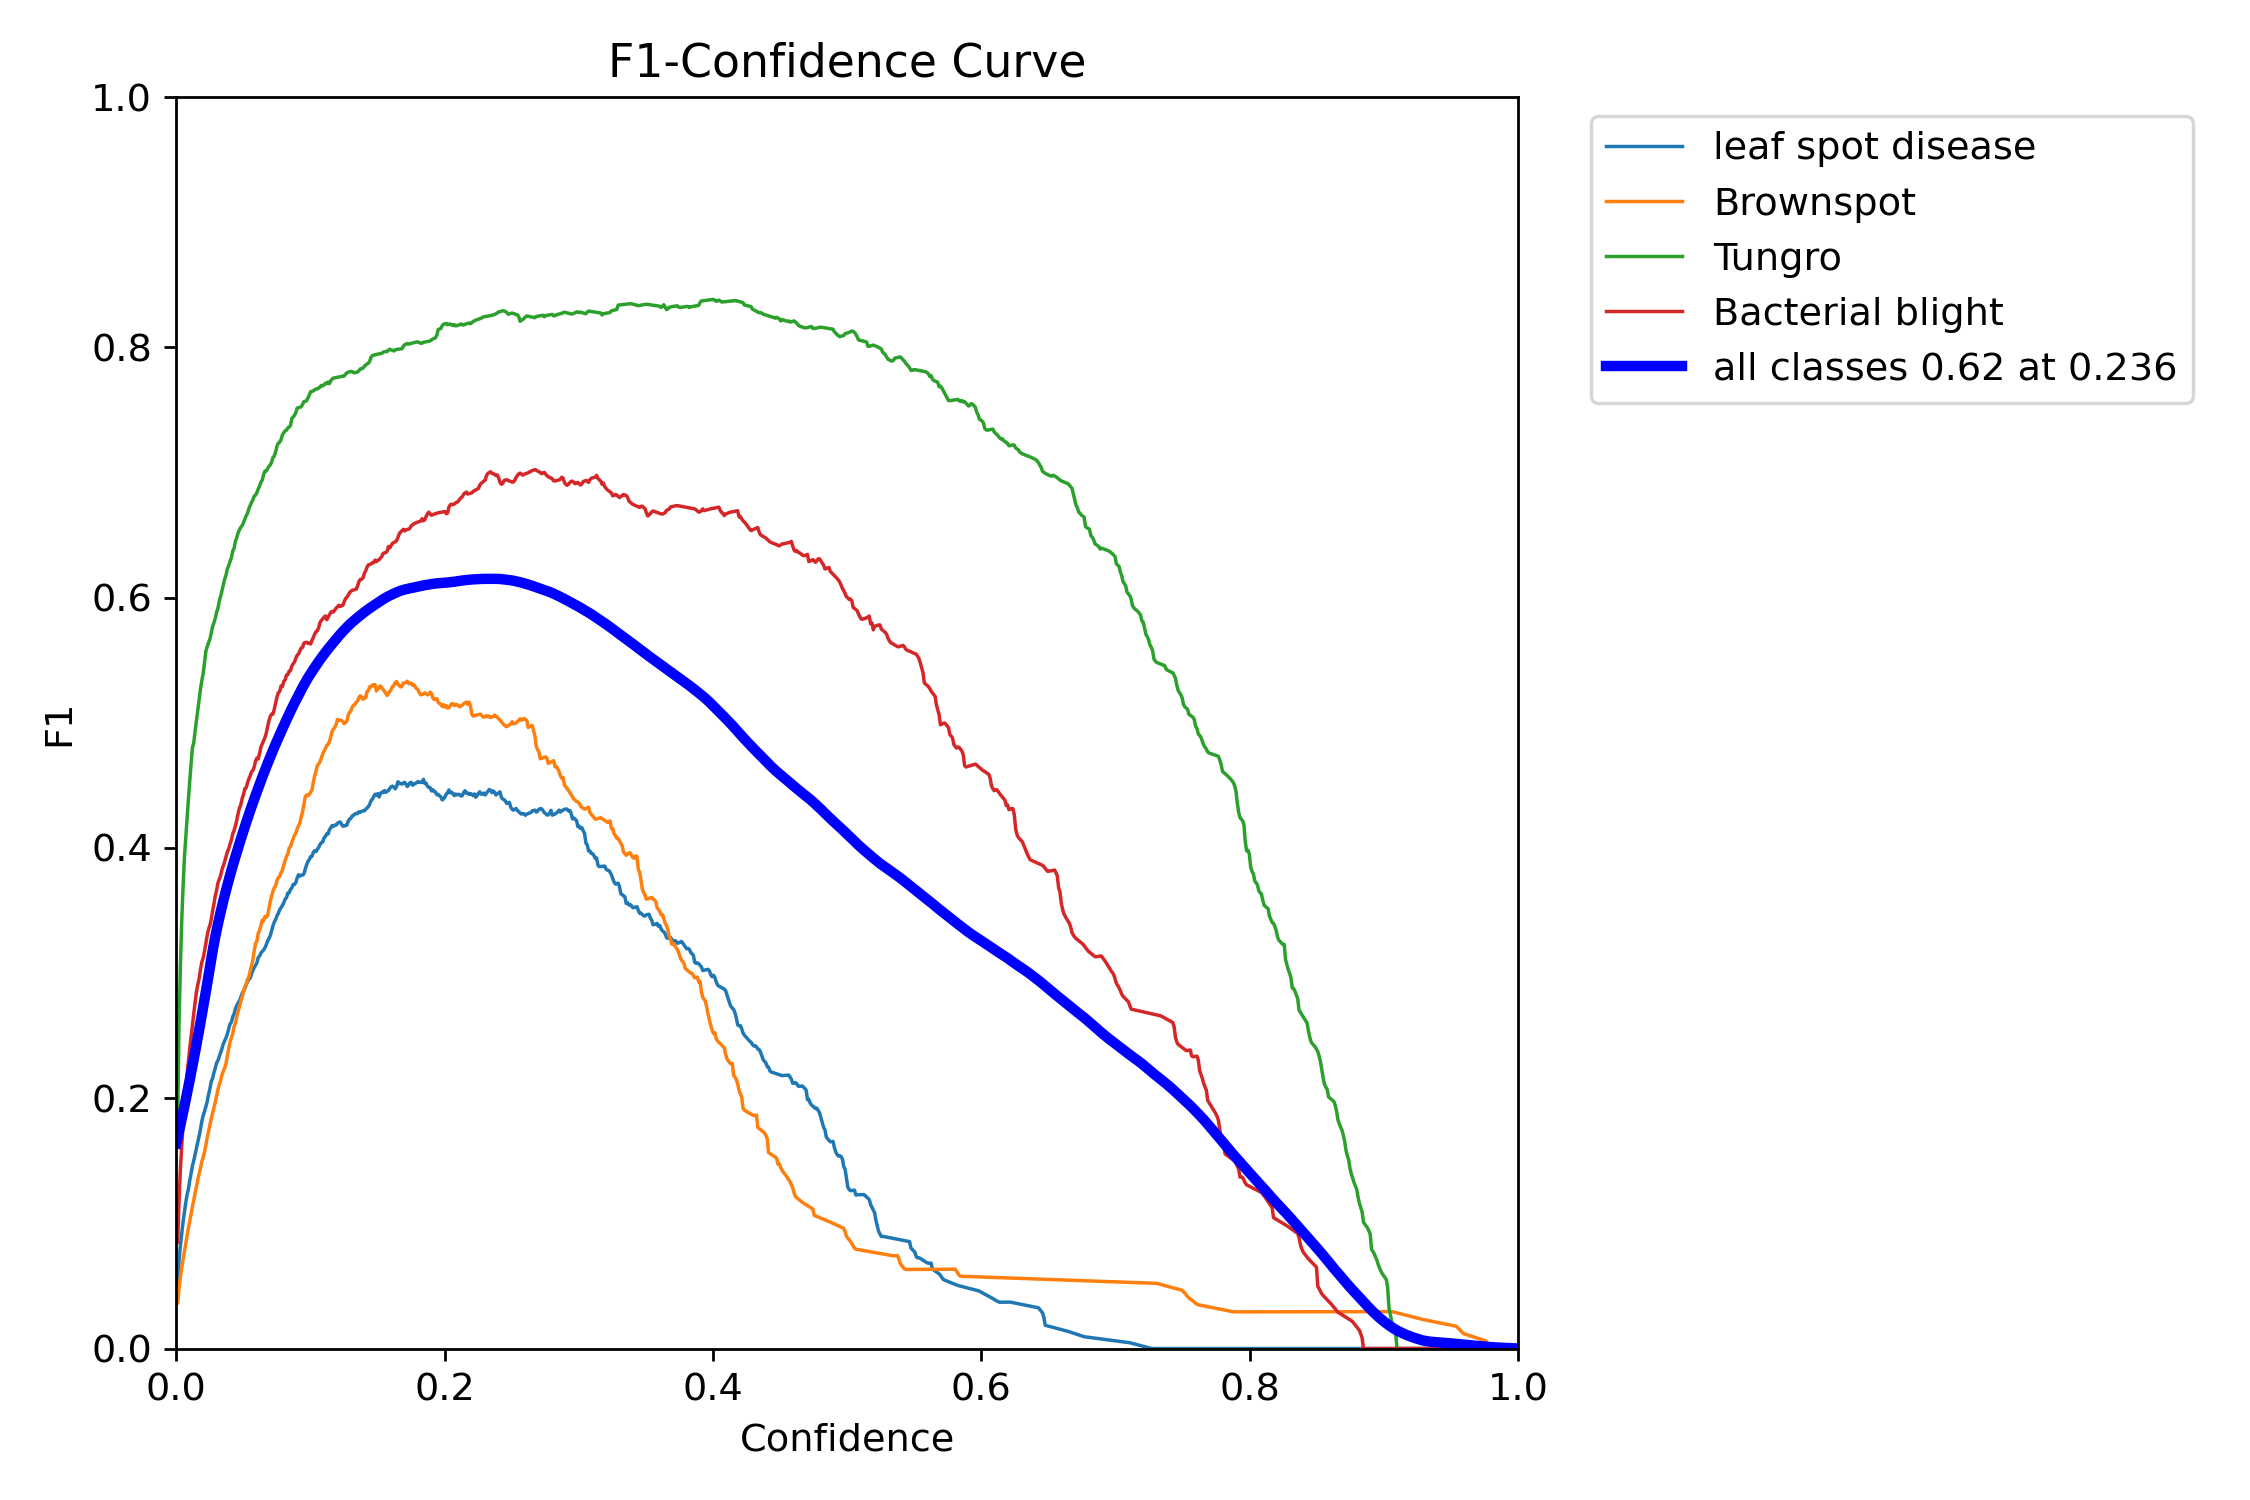 F1-Confidence Curve
1.0
0.8
0.6
0.4
0.2
0.0
F1
0.0 0.2 0.4 0.6 0.8 1.0
Confidence
leaf spot disease
Brownspot
Tungro
Bacterial blight
all classes 0.62 at 0.236